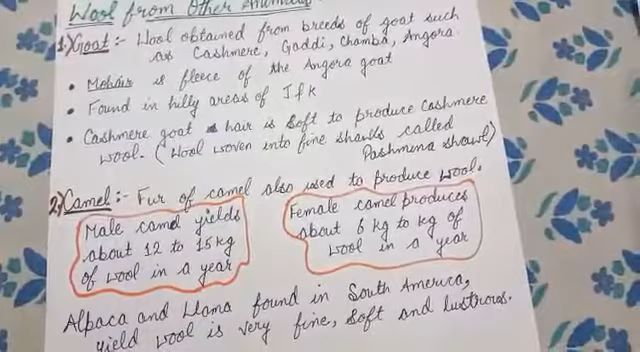 Wool from Other Animals
1) Goat :- Wool obtained from breeds of goat such
as Cashmere, Gaddi, Chamba, Angora.
• Mohair is fleece of the Angora goat
• Found in hilly areas of J&K
• Cashmere goat hair is soft to produce cashmere
wool. (Wool woven into fine shawls called
Pashmena shawl)
2) Camel :- Fur of camel also used to produce wool.
Male camel yields
about 12 to 15kg
of wool in a year
Female camel produces
about 6 kg to kg of
wool in a year
Alpaca and Llama found in South America,
yield wool is very fine, soft and lustrous.